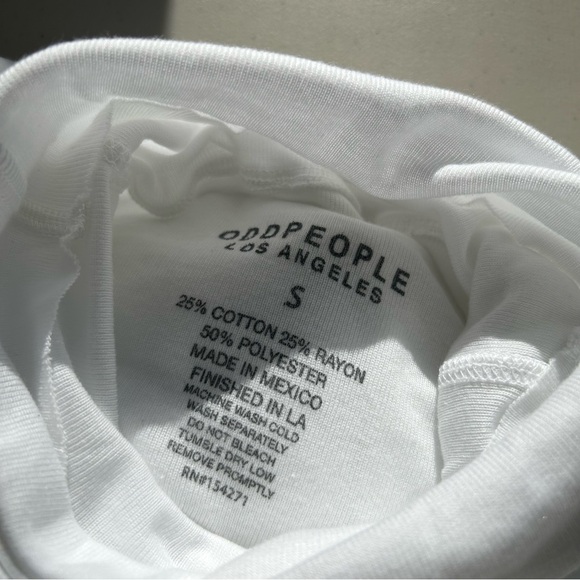 ODDPEOPLE
LOS ANGELES
S
25% COTTON 25% RAYON
50% POLYESTER
MADE IN MEXICO
FINISHED IN LA
MACHINE WASH COLD
WASH SEPARATELY
DO NOT BLEACH
TUMBLE DRY LOW
REMOVE PROMPTLY
RN#154271